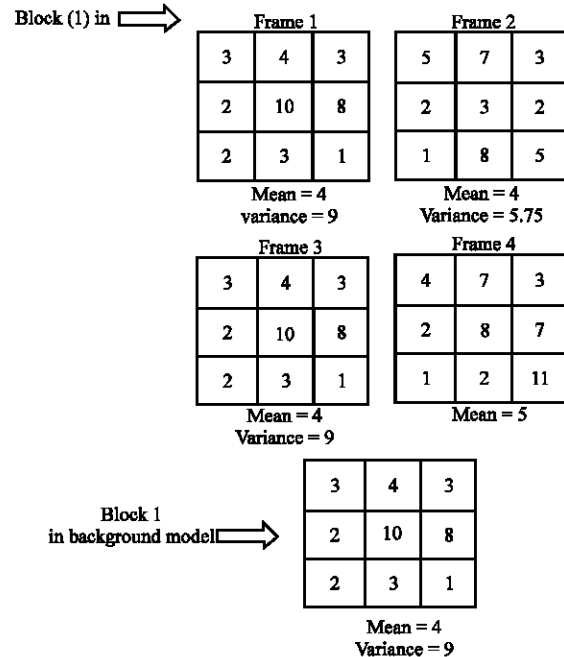 Block (1) in
Frame 1
3 4 3
2 10 8
2 3 1
Mean = 4
variance = 9
Frame 2
5 7 3
2 3 2
1 8 5
Mean = 4
Variance = 5.75
Frame 3
3 4 3
2 10 8
2 3 1
Mean = 4
Variance = 9
Frame 4
4 7 3
2 8 7
1 2 11
Mean = 5
Block 1
in background model
3 4 3
2 10 8
2 3 1
Mean = 4
Variance = 9